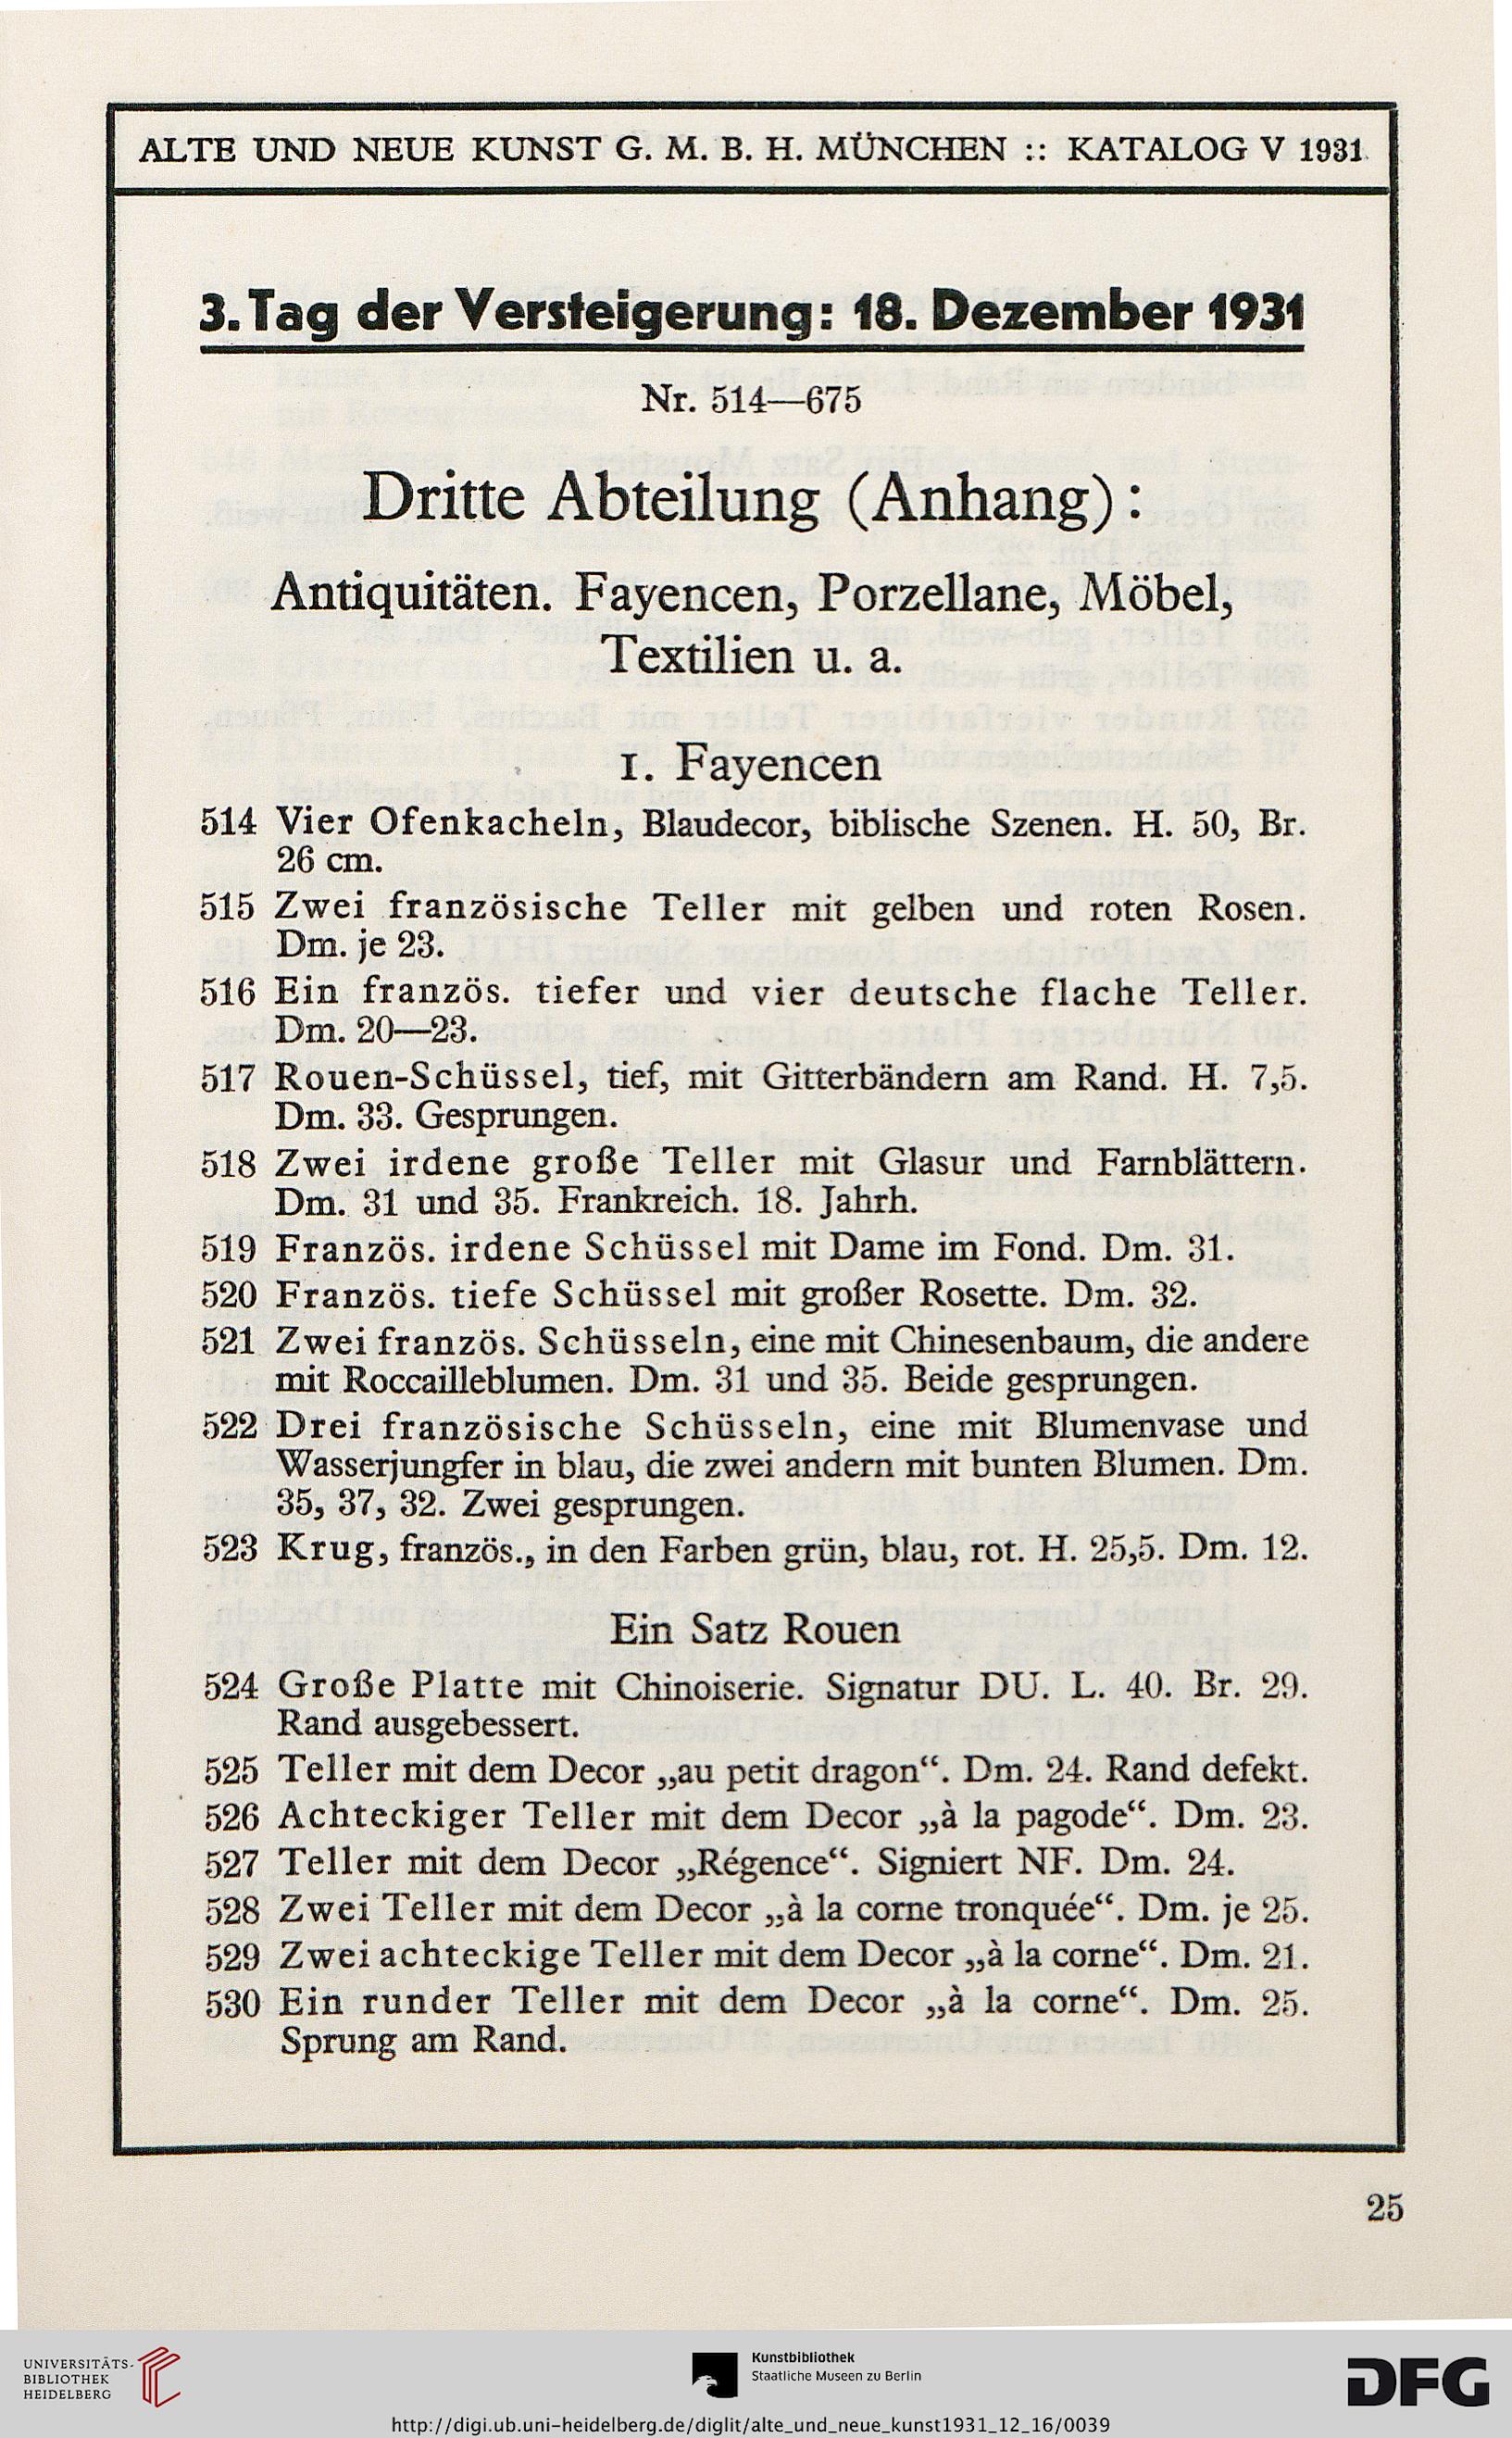 ALTE UND NEUE KUNST G. M. B. H. MÜNCHEN :: KATALOG V 1931
3. Tag der Versteigerung: 18. Dezember 1931
Nr. 514—675
Dritte Abteilung (Anhang):
Antiquitäten. Fayencen, Porzellane, Möbel,
Textilien u. a.
1. Fayencen
514 Vier Ofenkacheln, Blaudecor, biblische Szenen. H. 50, Br.
26 cm.
515 Zwei französische Teller mit gelben und roten Rosen.
Dm. je 23.
516 Ein französ. tiefer und vier deutsche flache Teller.
Dm. 20—23.
517 Rouen-Schüssel, tief, mit Gitterbändern am Rand. H. 7,5.
Dm. 33. Gesprungen.
518 Zwei irdene große Teller mit Glasur und Farnblättern.
Dm. 31 und 35. Frankreich. 18. Jahrh.
519 Französ. irdene Schüssel mit Dame im Fond. Dm. 31.
520 Französ. tiefe Schüssel mit großer Rosette. Dm. 32.
521 Zwei französ. Schüsseln, eine mit Chinesenbaum, die andere
mit Roccailleblumen. Dm. 31 und 35. Beide gesprungen.
522 Drei französische Schüsseln, eine mit Blumenvase und
Wasserjungfer in blau, die zwei andern mit bunten Blumen. Dm.
35, 37, 32. Zwei gesprungen.
523 Krug, französ., in den Farben grün, blau, rot. H. 25,5. Dm. 12.
Ein Satz Rouen
524 Große Platte mit Chinoiserie. Signatur DU. L. 40. Br. 29.
Rand ausgebessert.
525 Teller mit dem Decor „au petit dragon“. Dm. 24. Rand defekt.
526 Achteckiger Teller mit dem Decor „à la pagode“. Dm. 23.
527 Teller mit dem Decor „Régence“. Signiert NF. Dm. 24.
528 Zwei Teller mit dem Decor „à la corne tronquée“. Dm. je 25.
529 Zwei achteckige Teller mit dem Decor „à la corne“. Dm. 21.
530 Ein runder Teller mit dem Decor „à la corne“. Dm. 25.
Sprung am Rand.
25
UNIVERSITÄTS-
BIBLIOTHEK
HEIDELBERG
Kunstbibliothek
Staatliche Museen zu Berlin
DFG
http://digi.ub.uni-heidelberg.de/diglit/alte_und_neue_kunst1931_12_16/0039